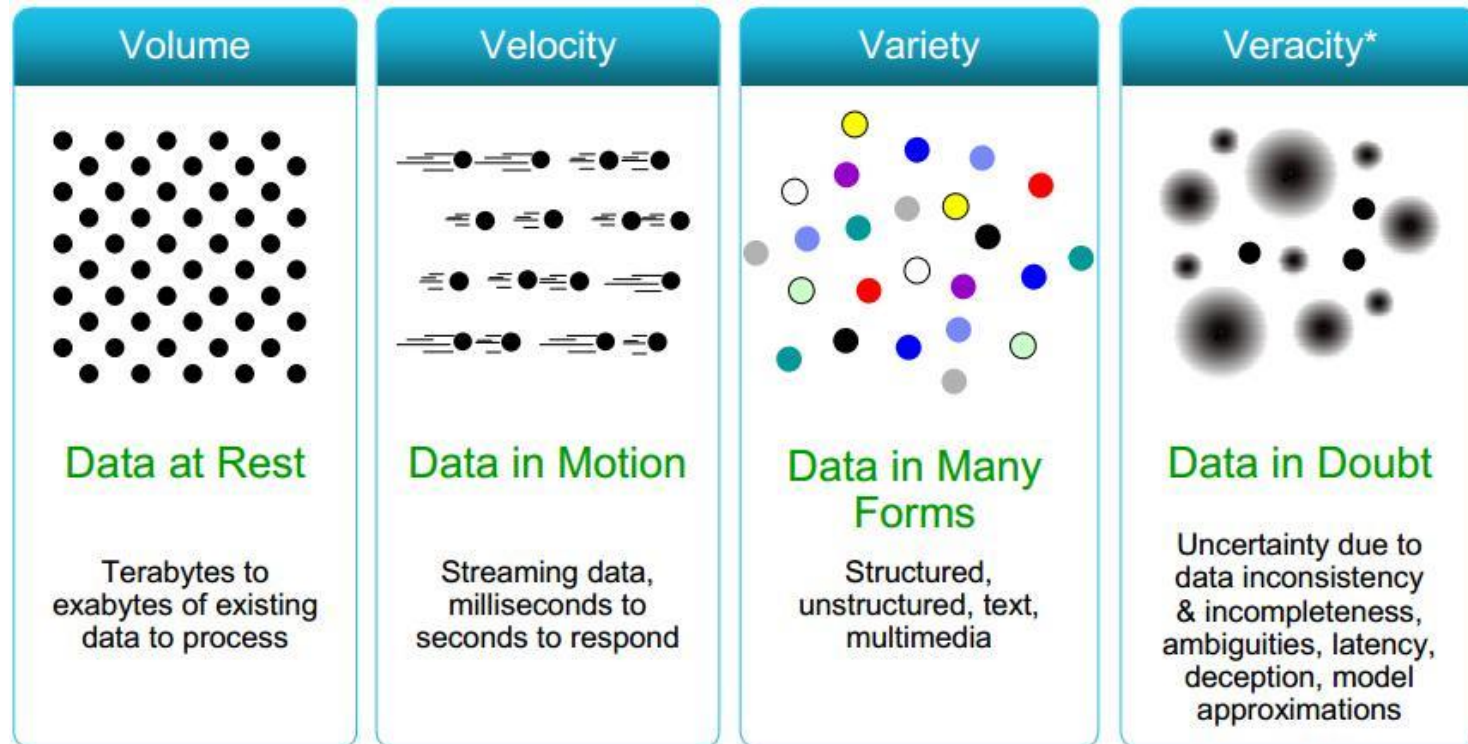 Volume
Data at Rest
Terabytes to
exabytes of existing
data to process
Velocity
Data in Motion
Streaming data,
milliseconds to
seconds to respond
Variety
Data in Many
Forms
Structured,
unstructured, text,
multimedia
Veracity*
Data in Doubt
Uncertainty due to
data inconsistency
& incompleteness,
ambiguities, latency,
deception, model
approximations